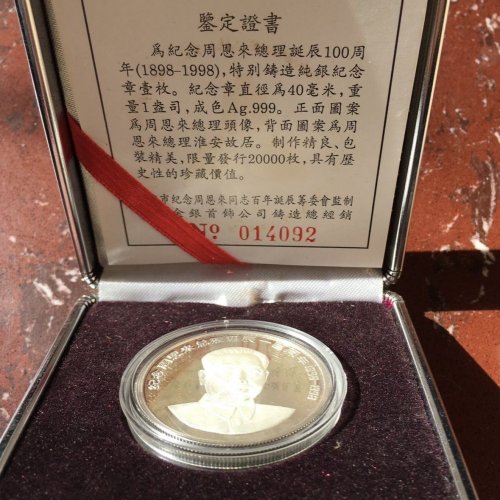 鑒定證書
爲紀念周恩來總理誕辰100周
年(1898-1998),特别鑄造純銀紀念
章壹枚。紀念章直徑爲40毫米,重
量1盎司,成色Ag.999。正面圖案
爲周恩來總理頭像,背面圖案爲周
恩來總理淮安故居。制作精良、包
裝精美,限量發行20000枚,具有歷
史性的珍藏價值。
市紀念周恩來同志百年誕辰籌委會監制
金銀首飾公司鑄造總經銷
No 014092